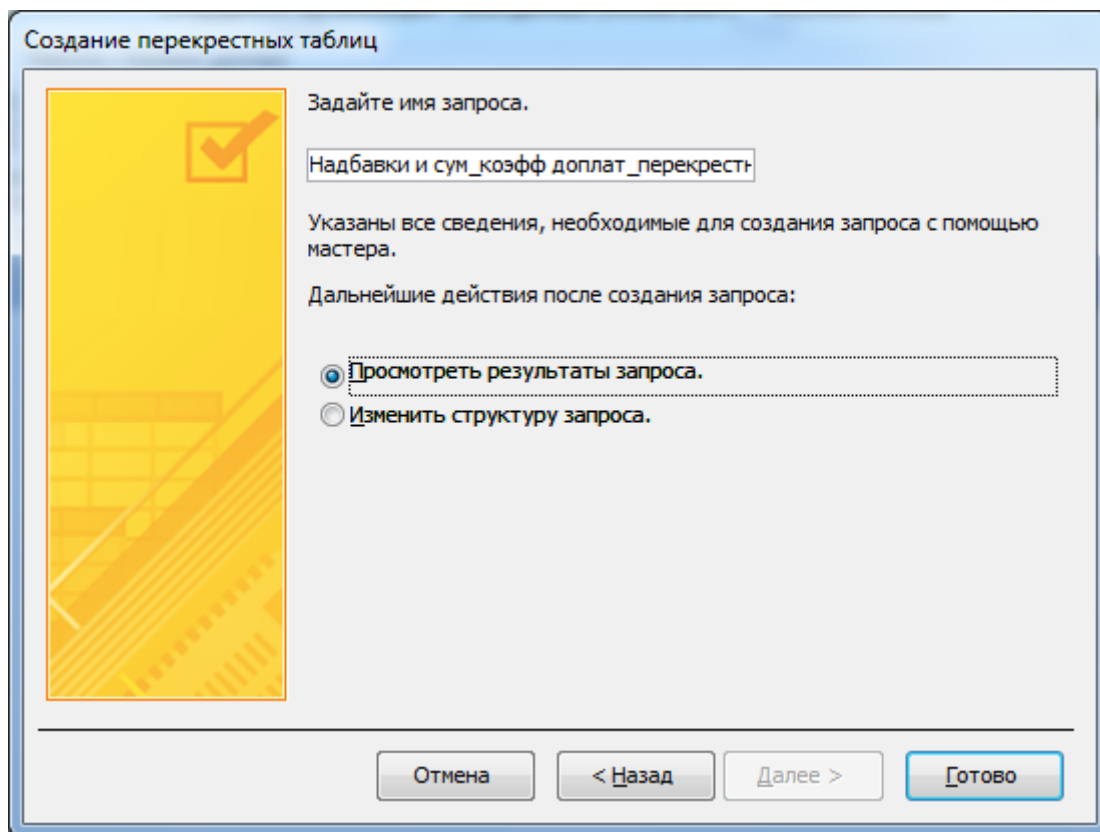 Создание перекрестных таблиц
Задайте имя запроса.
Надбавки и сум_коэфф доплат_перекрестн
Указаны все сведения, необходимые для создания запроса с помощью
мастера.
Дальнейшие действия после создания запроса:
Просмотреть результаты запроса.
Изменить структуру запроса.
Отмена
< Назад
Далее >
Готово